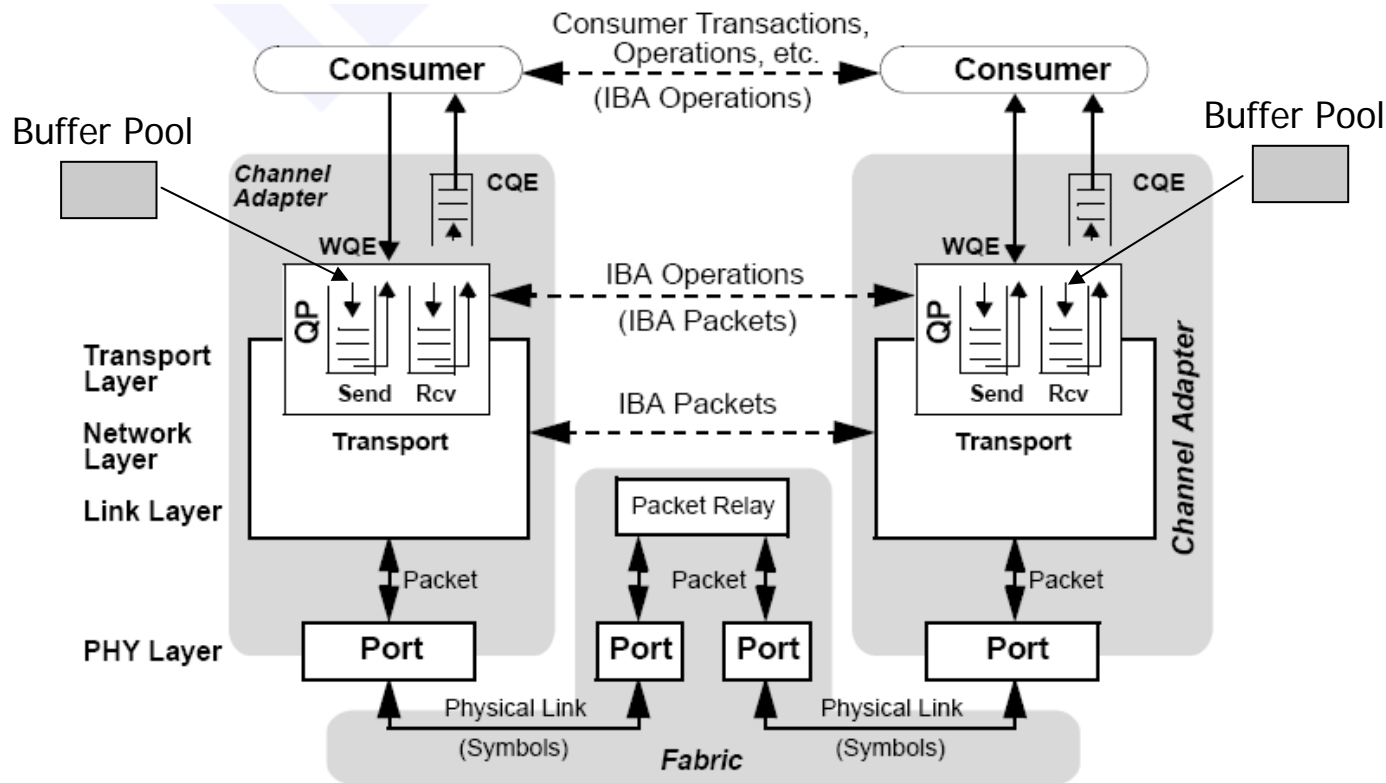 Consumer Transactions,
Operations, etc.
(IBA Operations)
Consumer
Consumer
Buffer Pool
Buffer Pool
Channel
Adapter
CQE
CQE
WQE
WQE
IBA Operations
(IBA Packets)
QP
QP
Send Rcv
Send Rcv
Transport
Layer
IBA Packets
Transport
Transport
Network
Layer
Channel Adapter
Link Layer
Packet Relay
Packet
Packet
Packet
PHY Layer
Port
Port
Port
Port
Physical Link
(Symbols)
Physical Link
(Symbols)
Fabric